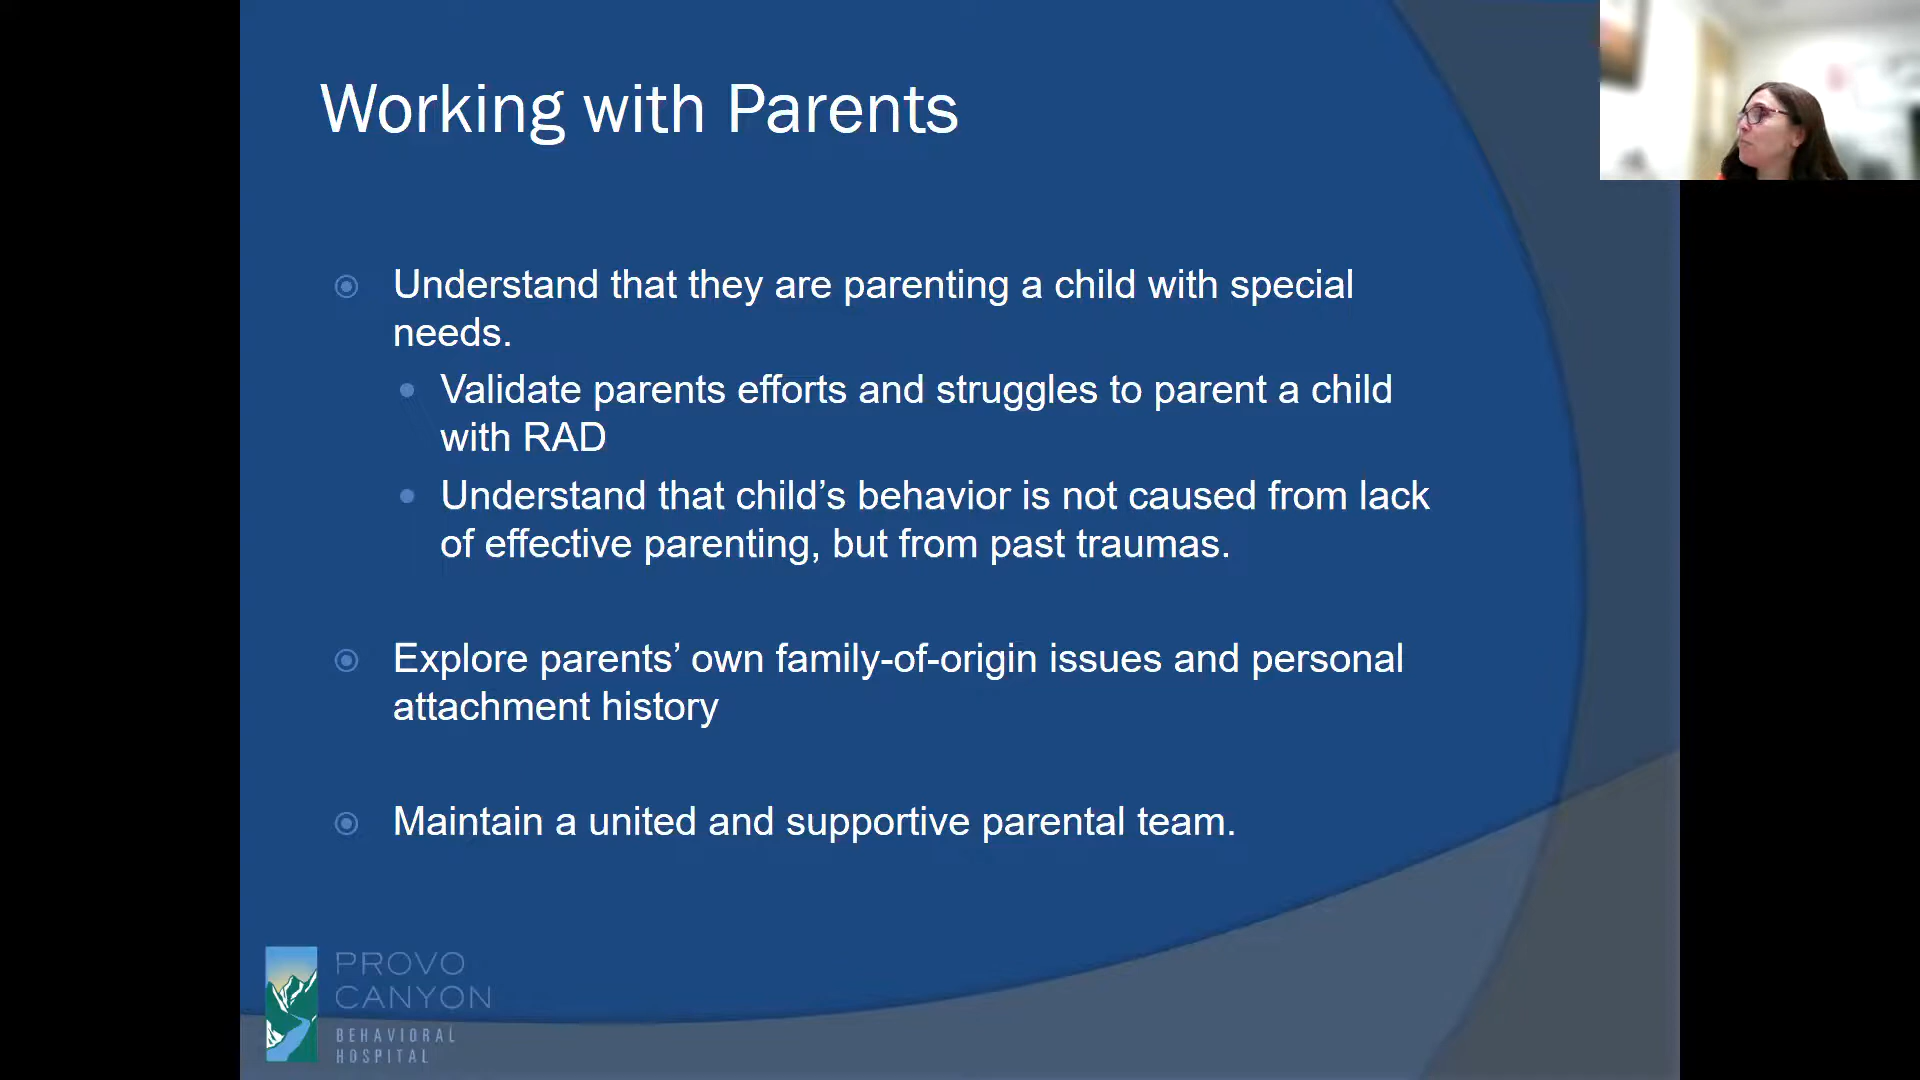 Working with Parents
Understand that they are parenting a child with special
needs.
Validate parents efforts and struggles to parent a child
with RAD
Understand that child’s behavior is not caused from lack
of effective parenting, but from past traumas.
Explore parents’ own family-of-origin issues and personal
attachment history
Maintain a united and supportive parental team.
PROVO
CANYON
BEHAVIORAL
HOSPITAL